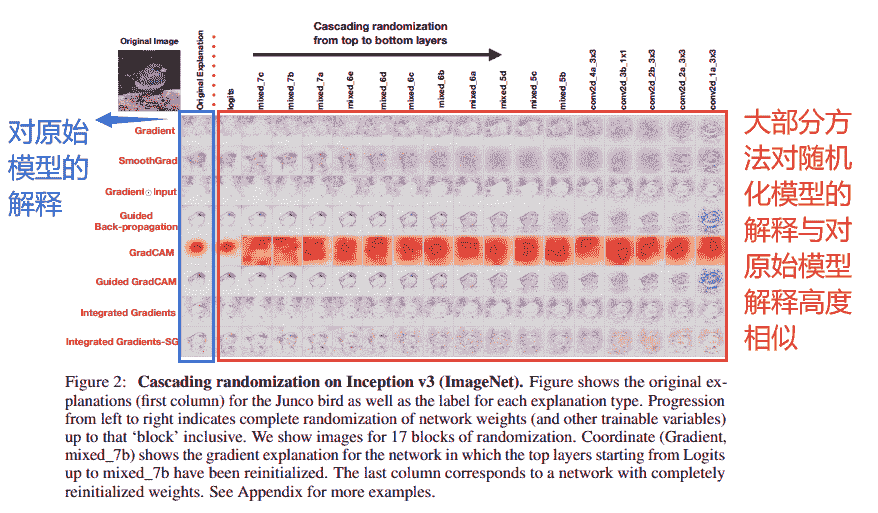 Cascading randomization
from top to bottom layers
Original Image
Original Explanation
logits
mixed_7c
mixed_7b
mixed_7a
mixed_6e
mixed_6d
mixed_6c
mixed_6b
mixed_6a
mixed_5d
mixed_5c
mixed_5b
conv2d_4a_3x3
conv2d_3b_1x1
conv2d_2b_3x3
conv2d_2a_3x3
conv2d_1a_3x3
对原始
模型的
解释
Gradient
SmoothGrad
Gradient⊙Input
Guided
Back-propagation
GradCAM
Guided GradCAM
Integrated Gradients
Integrated Gradients-SG
大部分方
法对随机
化模型的
解释与对
原始模型
解释高度
相似
Figure 2: Cascading randomization on Inception v3 (ImageNet). Figure shows the original ex-
planations (first column) for the Junco bird as well as the label for each explanation type. Progression
from left to right indicates complete randomization of network weights (and other trainable variables)
up to that ‘block’ inclusive. We show images for 17 blocks of randomization. Coordinate (Gradient,
mixed_7b) shows the gradient explanation for the network in which the top layers starting from Logits
up to mixed_7b have been reinitialized. The last column corresponds to a network with completely
reinitialized weights. See Appendix for more examples.